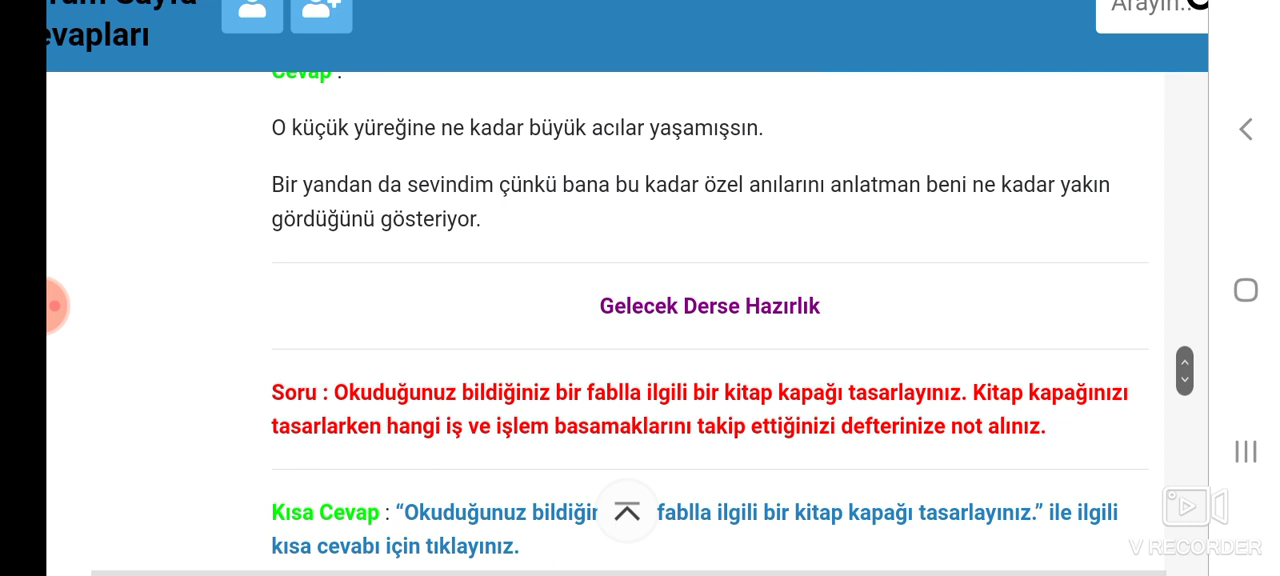 Sayfa
evapları
Arayın..
Cevap :
O küçük yüreğine ne kadar büyük acılar yaşamışsın.
Bir yandan da sevindim çünkü bana bu kadar özel anılarını anlatman beni ne kadar yakın
gördüğünü gösteriyor.
Gelecek Derse Hazırlık
Soru : Okuduğunuz bildiğiniz bir fablla ilgili bir kitap kapağı tasarlayınız. Kitap kapağınızı
tasarlarken hangi iş ve işlem basamaklarını takip ettiğinizi defterinize not alınız.
Kısa Cevap : “Okuduğunuz bildiğin fablla ilgili bir kitap kapağı tasarlayınız.” ile ilgili
kısa cevabı için tıklayınız.
V RECORDER